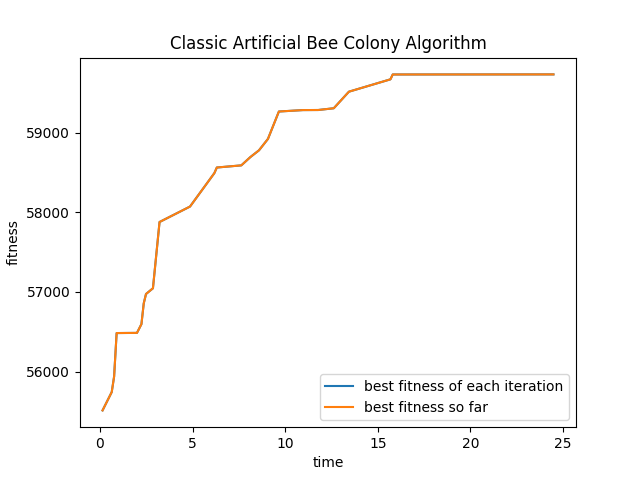 Classic Artificial Bee Colony Algorithm
fitness
59000
58000
57000
56000
0 5 10 15 20 25
time
best fitness of each iteration
best fitness so far